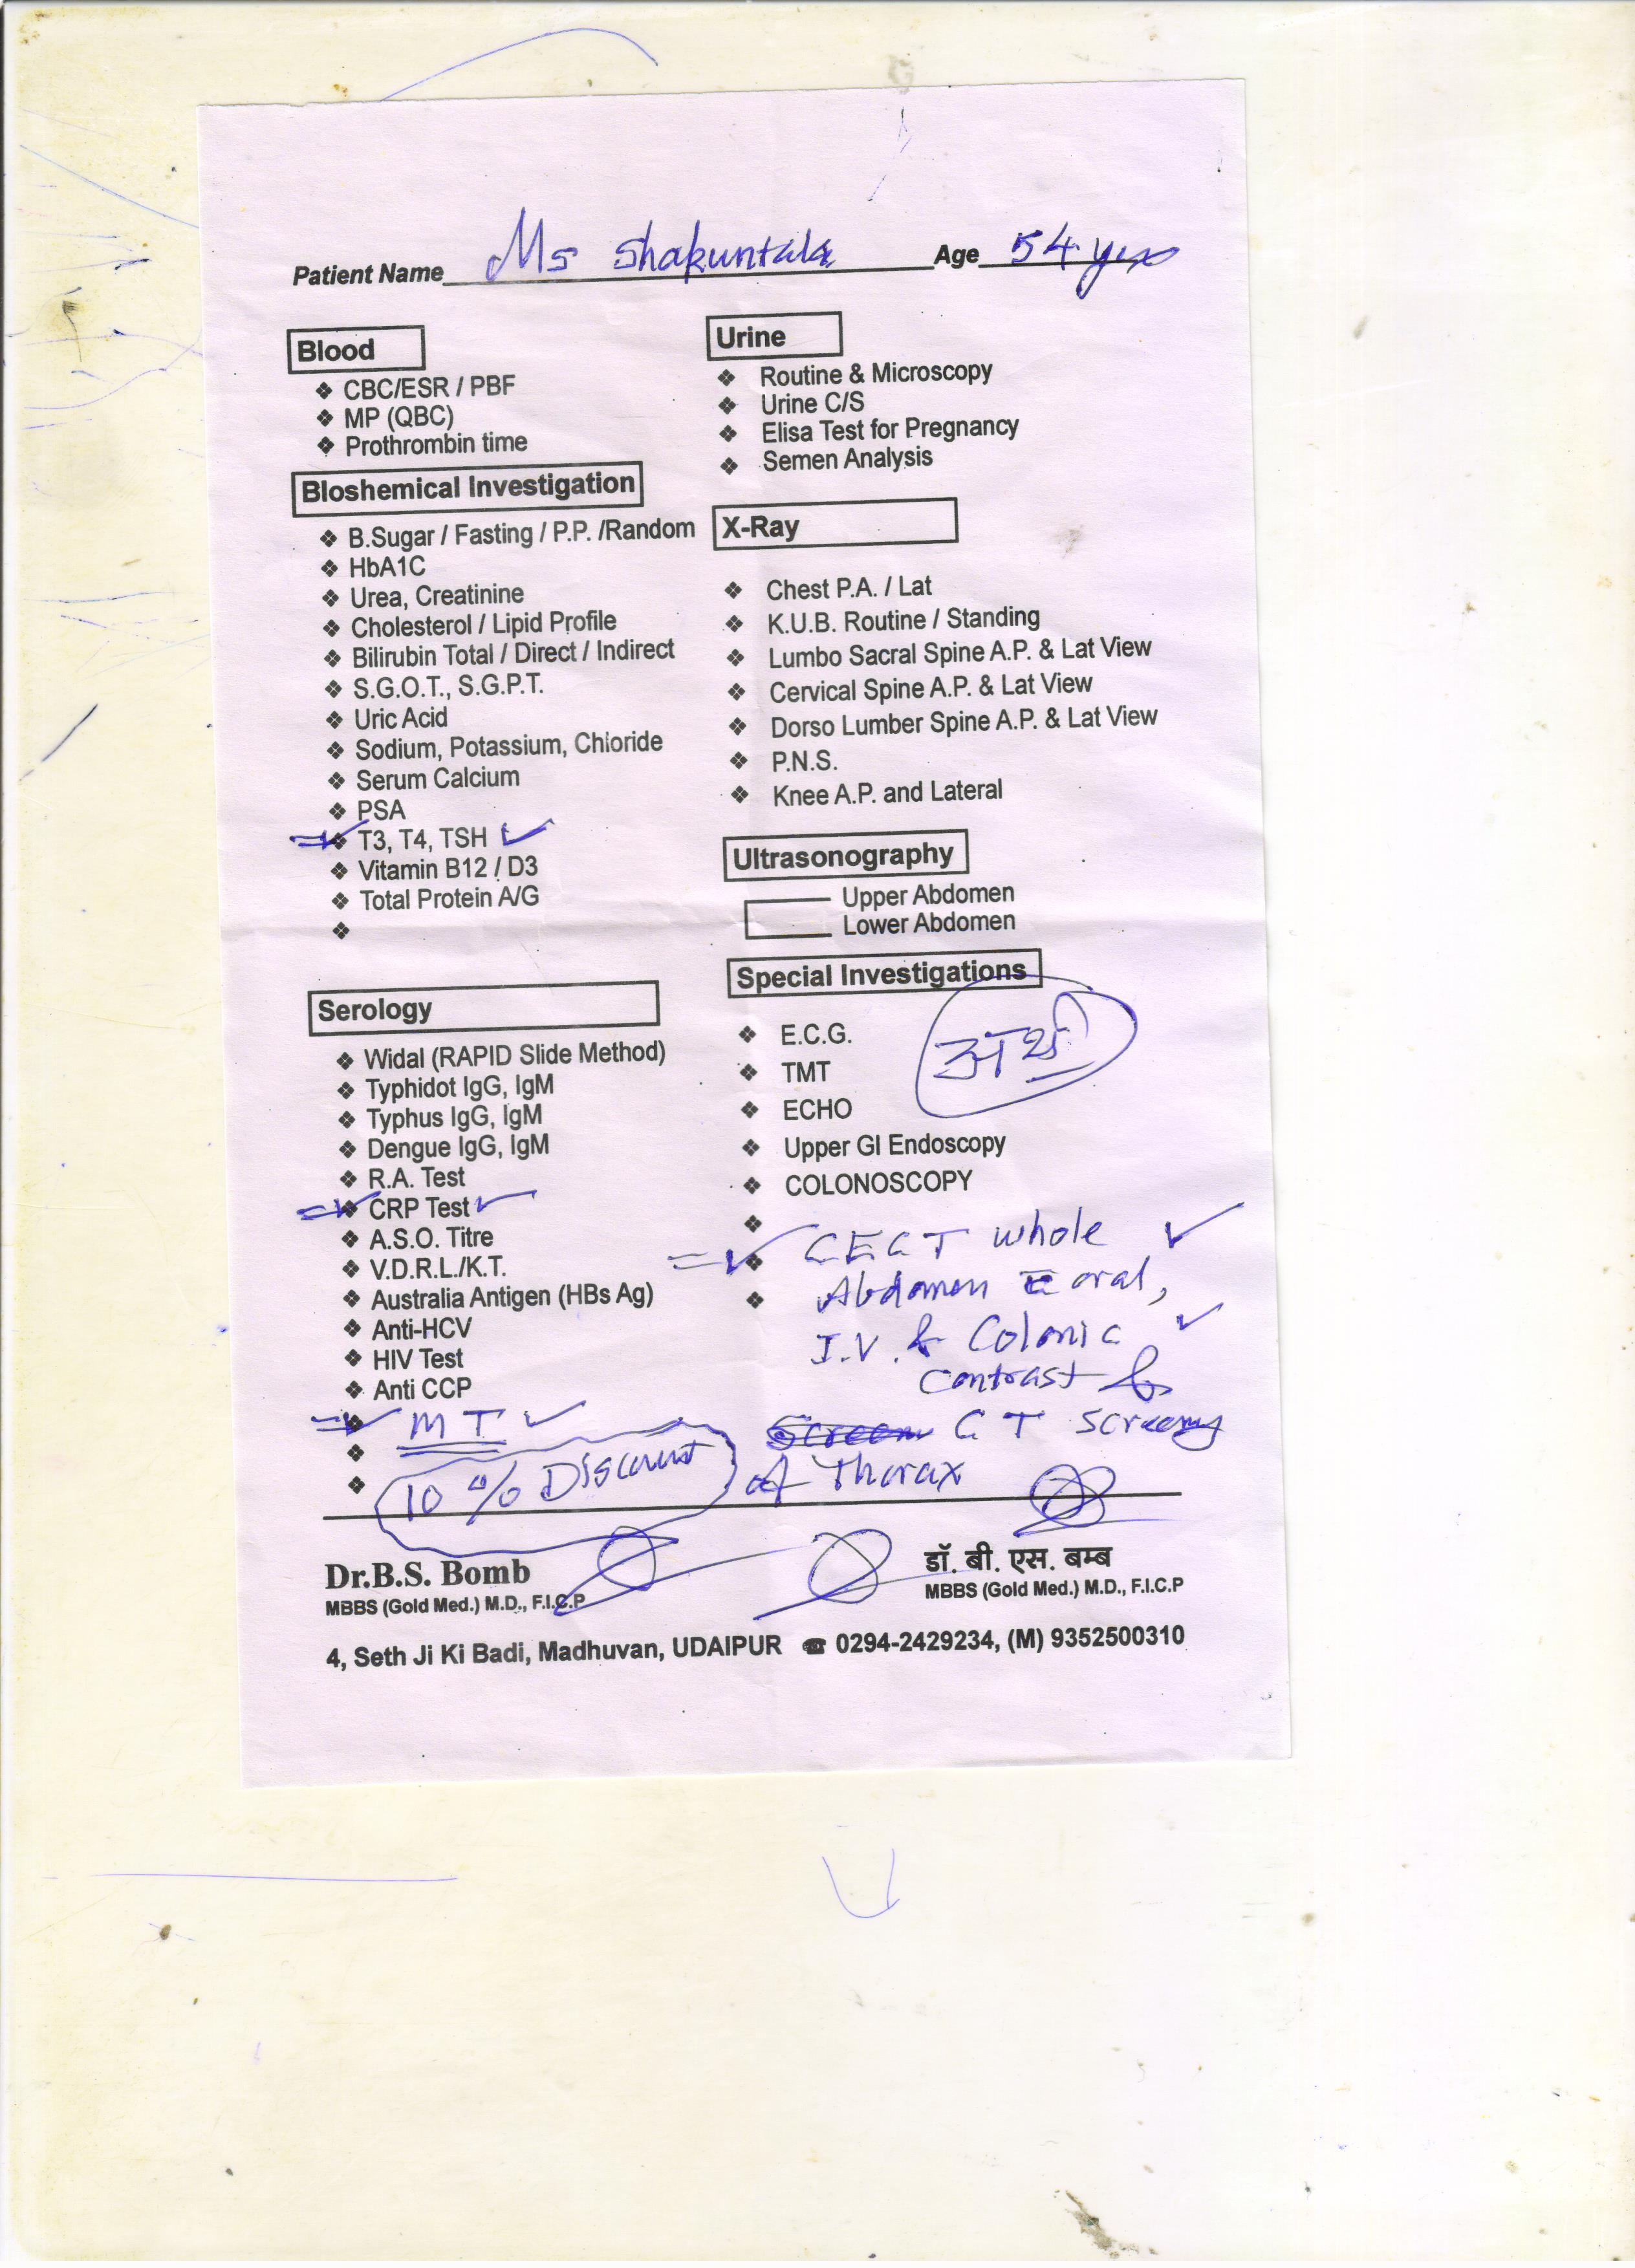 Patient Name Ms Shakuntala Age 54 yrs
Blood
❖ CBC/ESR / PBF
❖ MP (QBC)
❖ Prothrombin time
Bloshemical Investigation
❖ B.Sugar / Fasting / P.P. /Random
❖ HbA1C
❖ Urea, Creatinine
❖ Cholesterol / Lipid Profile
❖ Bilirubin Total / Direct / Indirect
❖ S.G.O.T., S.G.P.T.
❖ Uric Acid
❖ Sodium, Potassium, Chloride
❖ Serum Calcium
❖ PSA
❖ T3, T4, TSH ✓
❖ Vitamin B12 / D3
❖ Total Protein A/G
Serology
❖ Widal (RAPID Slide Method)
❖ Typhidot IgG, IgM
❖ Typhus IgG, IgM
❖ Dengue IgG, IgM
❖ R.A. Test
❖ CRP Test ✓
❖ A.S.O. Titre
❖ V.D.R.L./K.T.
❖ Australia Antigen (HBs Ag)
❖ Anti-HCV
❖ HIV Test
❖ Anti CCP
❖ M T ✓
10 % Discount
Urine
❖ Routine & Microscopy
❖ Urine C/S
❖ Elisa Test for Pregnancy
❖ Semen Analysis
X-Ray
❖ Chest P.A. / Lat
❖ K.U.B. Routine / Standing
❖ Lumbo Sacral Spine A.P. & Lat View
❖ Cervical Spine A.P. & Lat View
❖ Dorso Lumber Spine A.P. & Lat View
❖ P.N.S.
❖ Knee A.P. and Lateral
Ultrasonography
Upper Abdomen
Lower Abdomen
Special Investigations
❖ E.C.G.
❖ TMT
❖ ECHO
❖ Upper GI Endoscopy
❖ COLONOSCOPY
अर्थ
✓ CECT whole ✓
Abdomen c̄ oral,
I.V. & Colonic ✓
contrast &
CT Screeng
of Thorax
Dr.B.S. Bomb
MBBS (Gold Med.) M.D., F.I.C.P
डॉ. बी. एस. बम्ब
MBBS (Gold Med.) M.D., F.I.C.P
4, Seth Ji Ki Badi, Madhuvan, UDAIPUR ☎ 0294-2429234, (M) 9352500310